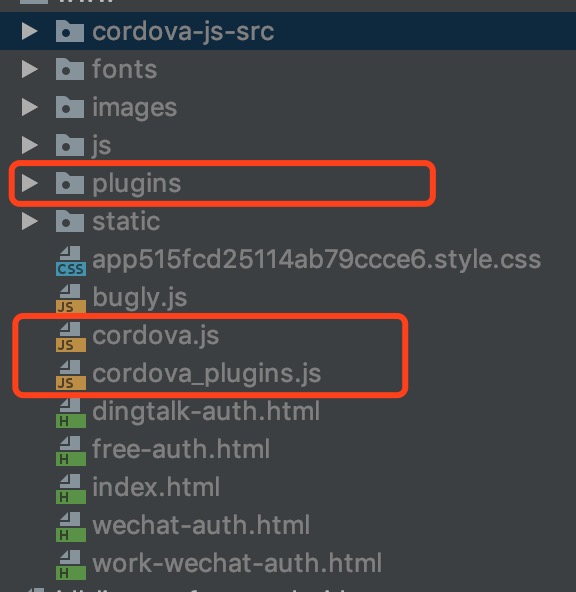 cordova-js-src
fonts
images
js
plugins
static
CSS app515fcd25114ab79ccce6.style.css
JS bugly.js
JS cordova.js
JS cordova_plugins.js
H dingtalk-auth.html
H free-auth.html
H index.html
H wechat-auth.html
H work-wechat-auth.html